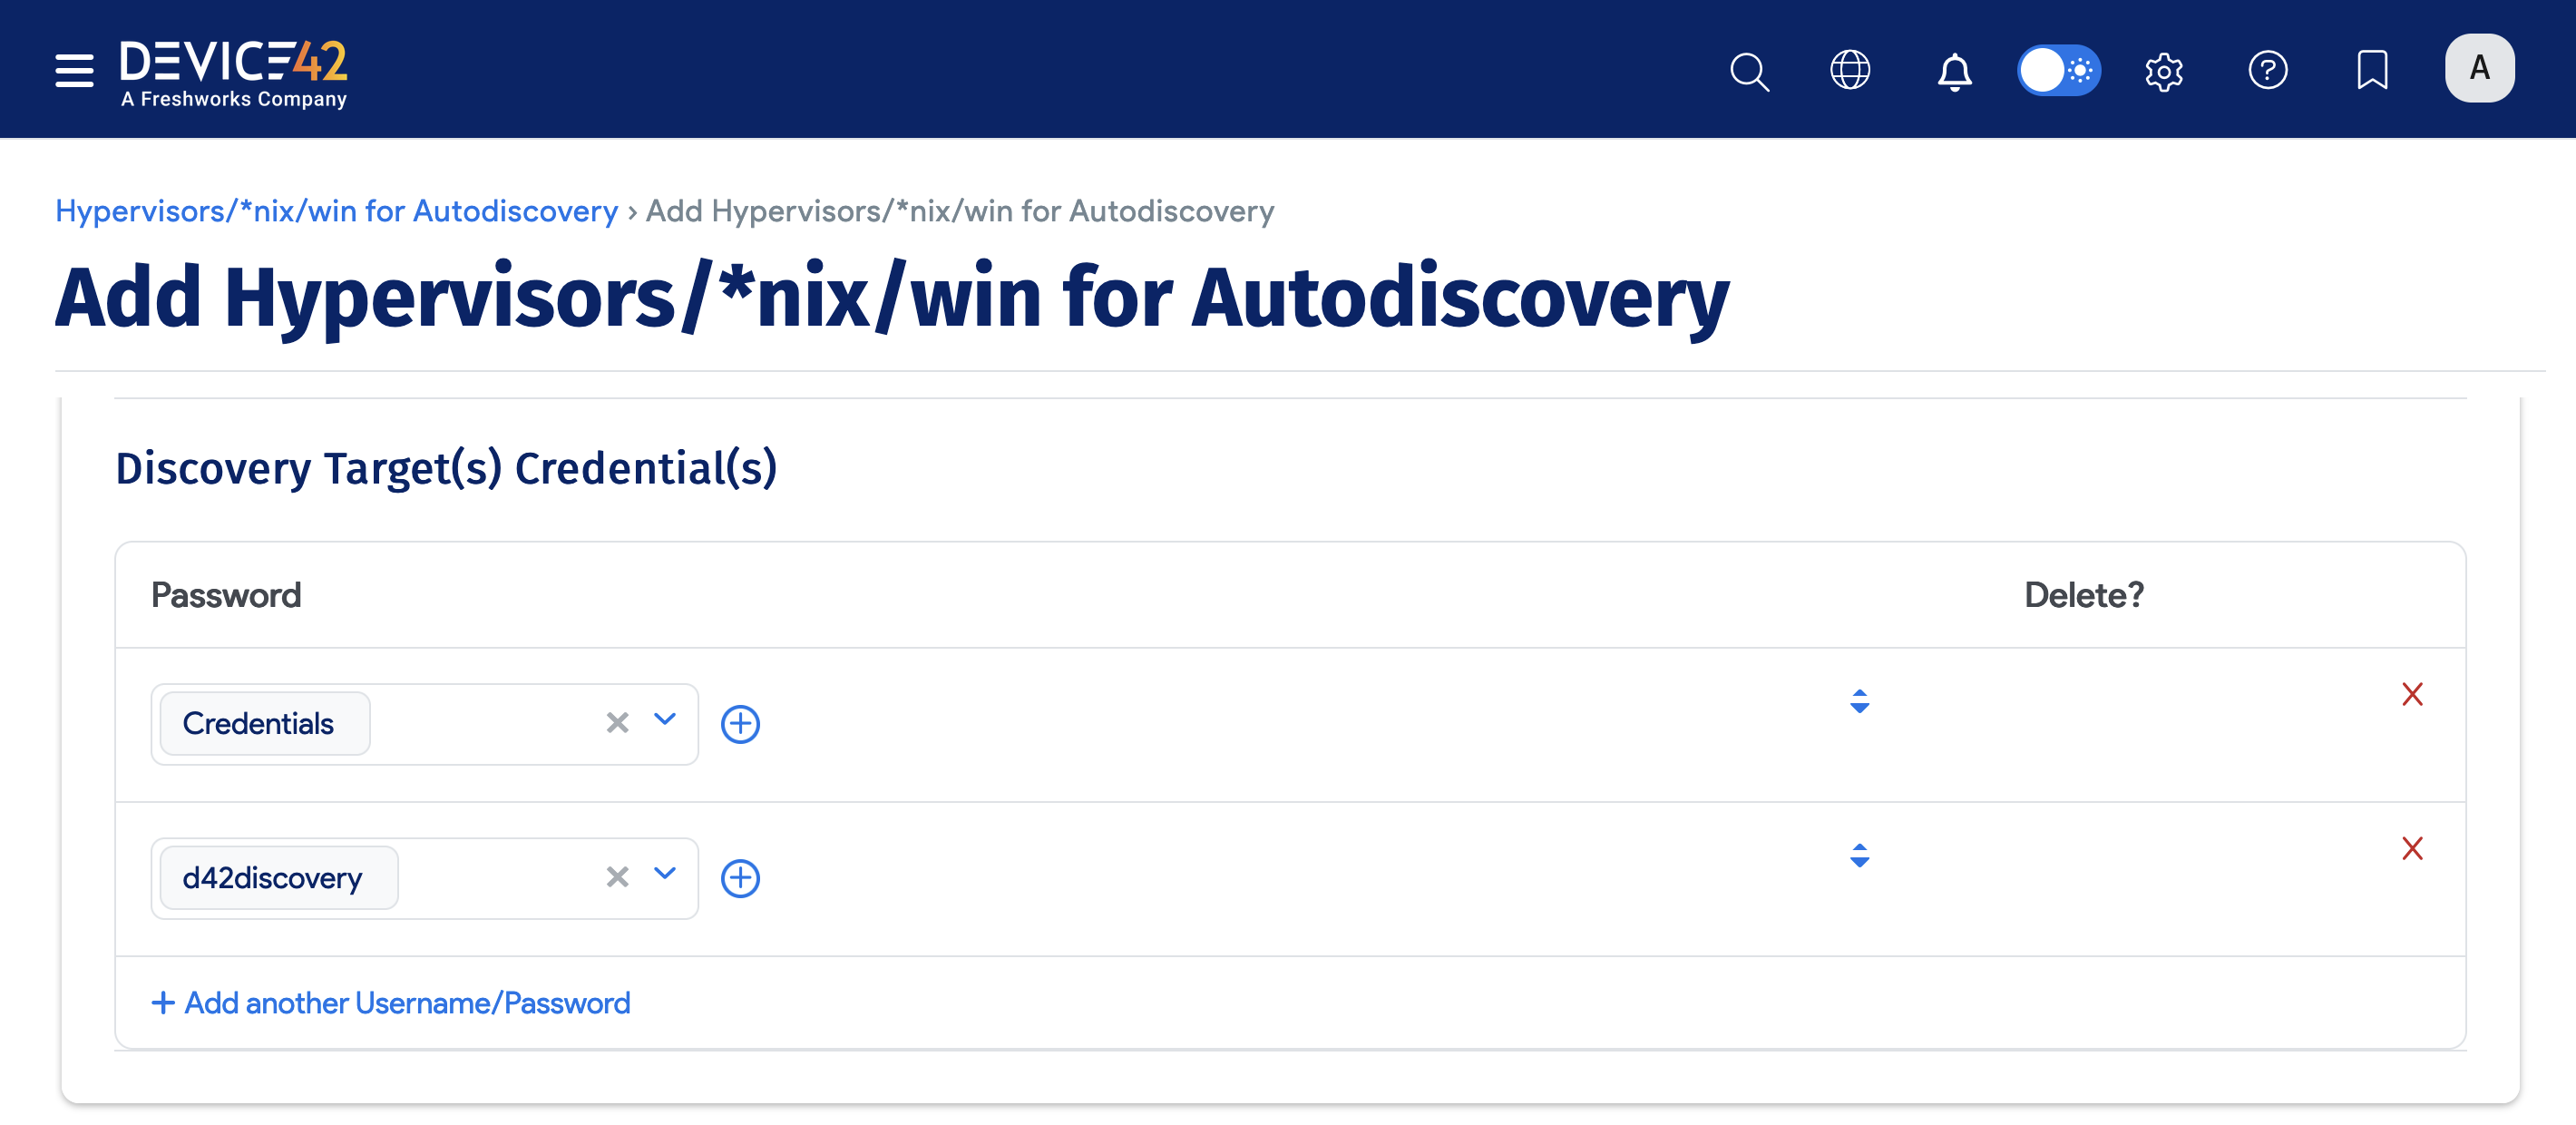 DEVICE42
A Freshworks Company
A
Hypervisors/*nix/win for Autodiscovery › Add Hypervisors/*nix/win for Autodiscovery
Add Hypervisors/*nix/win for Autodiscovery
Discovery Target(s) Credential(s)
Password Delete?
Credentials
d42discovery
+ Add another Username/Password